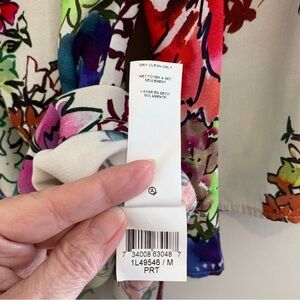 DRY CLEAN ONLY
NETTOYER A SEC
SEULEMENT
LAVAR EN SECO
SOLAMENTE
7 34008 63048 7
1L49546 / M
PRT